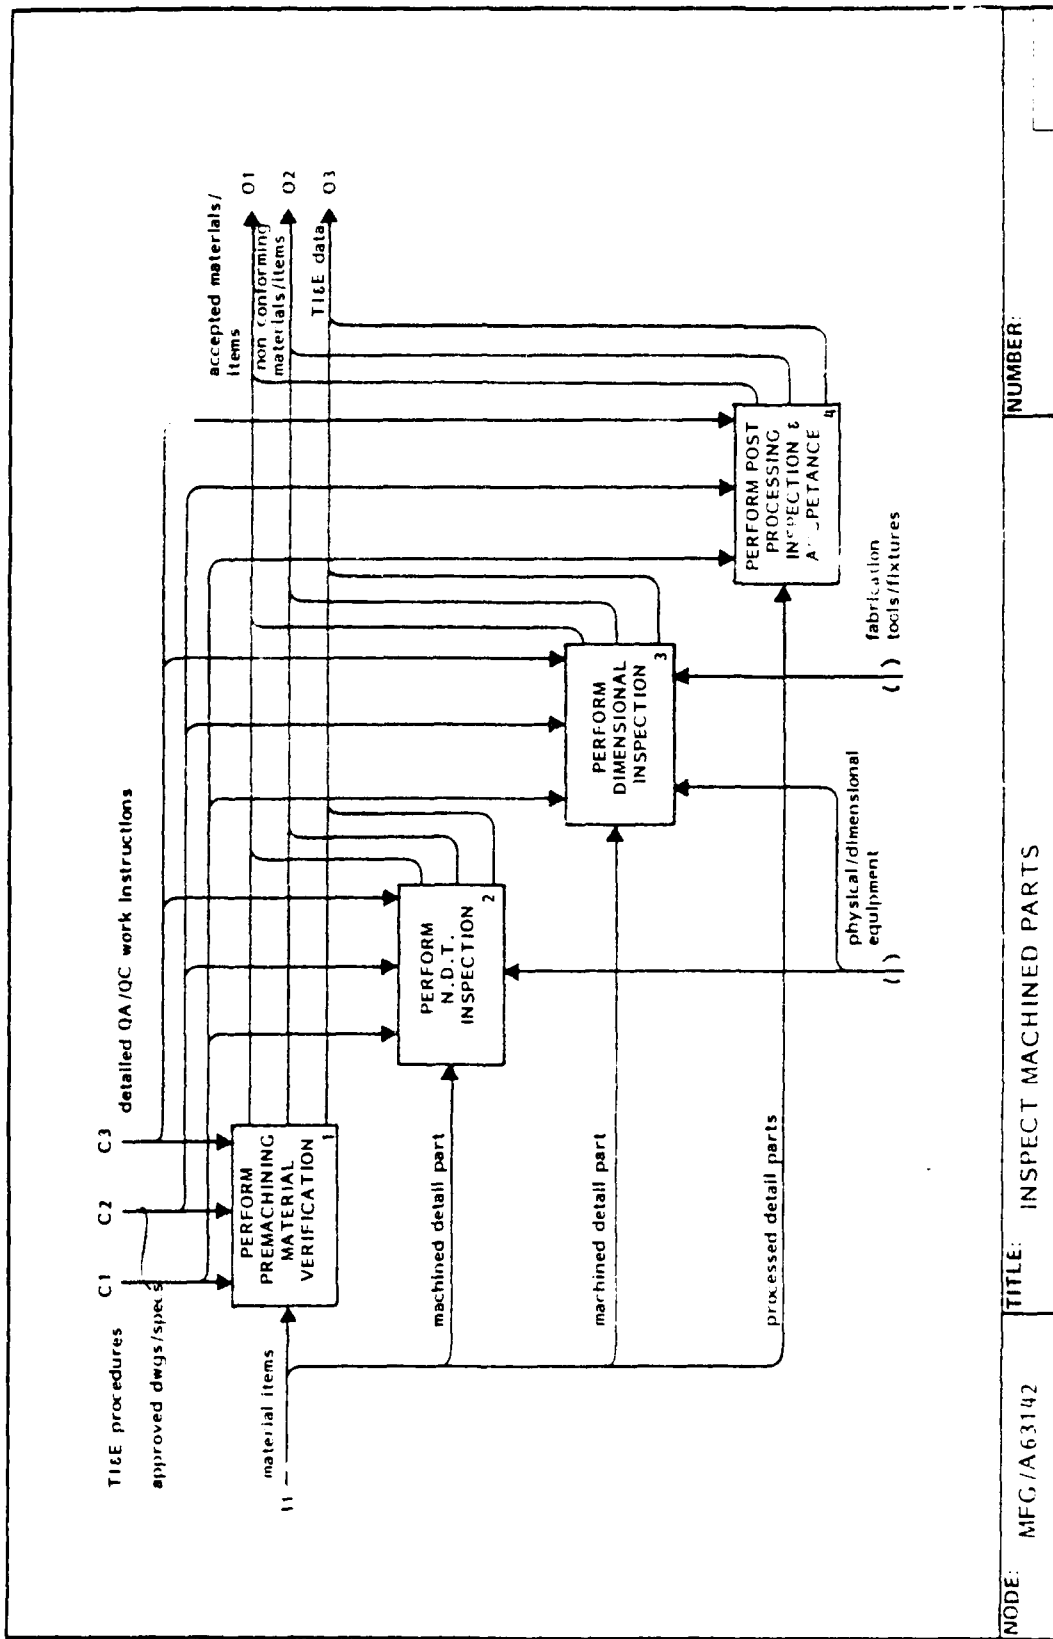 TI&E procedures
C1
C2
C3
approved dwgs/specs
detailed QA/QC work instructions
accepted materials/
items
O1
non conforming
materials/items
O2
TI&E data
O3
I1
material items
PERFORM
PREMACHINING
MATERIAL
VERIFICATION
1
machined detail part
PERFORM
N.D.T.
INSPECTION
2
machined detail part
PERFORM
DIMENSIONAL
INSPECTION
3
processed detail parts
PERFORM POST
PROCESSING
INSPECTION &
4
physical/dimensional
equipment
( )
fabrication
tools/fixtures
( )
NODE:
MFG/A63142
TITLE:
INSPECT MACHINED PARTS
NUMBER: